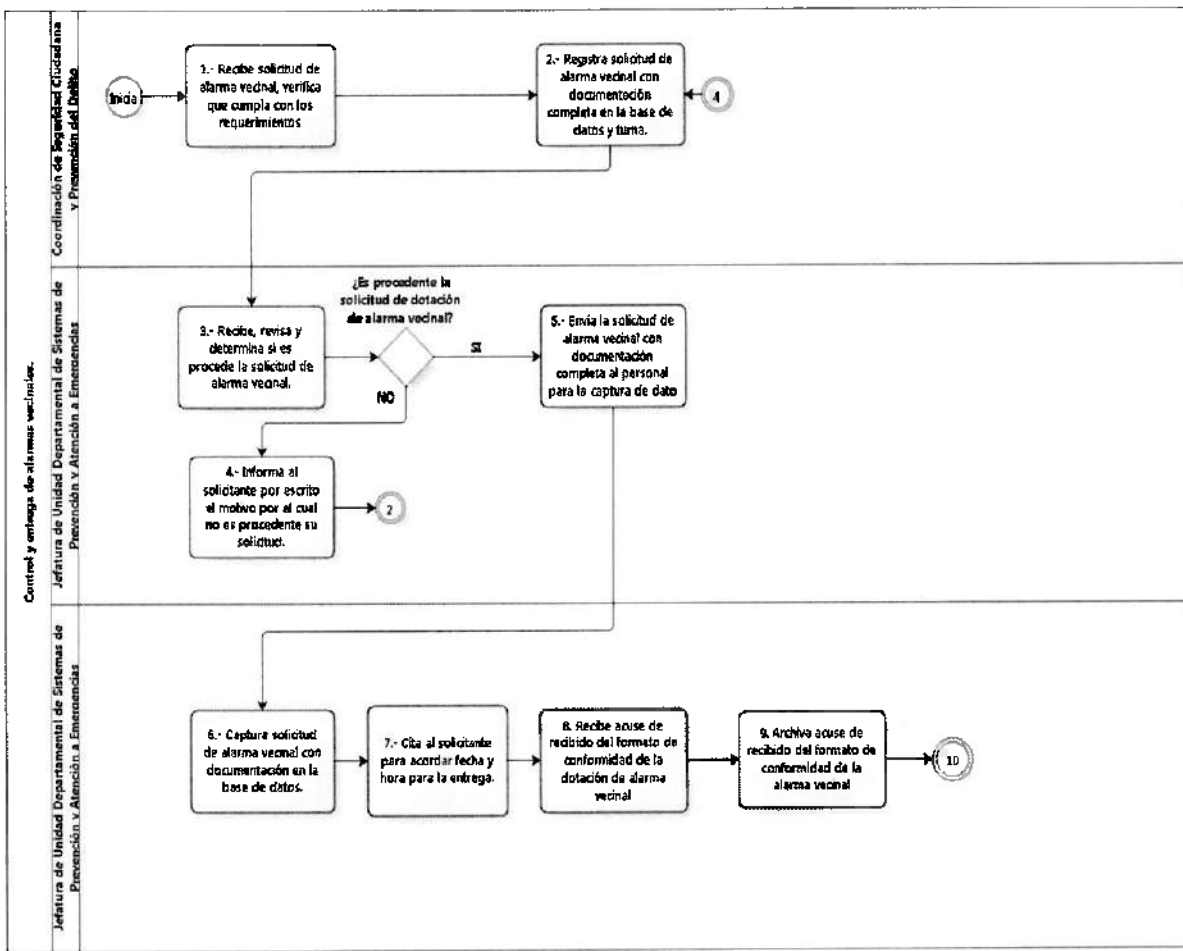 Control y entrega de alarmas vecinales.
Coordinación de Seguridad Ciudadana
y Prevención del Delito
Inicia
1.- Recibe solicitud de
alarma vecinal, verifica
que cumpla con los
requerimientos
2.- Registra solicitud de
alarma vecinal con
documentación
completa en la base de
datos y turna.
4
Jefatura de Unidad Departamental de Sistemas de
Prevención y Atención a Emergencias
3.- Recibe, revisa y
determina si es
procede la solicitud de
alarma vecinal.
¿Es procedente la
solicitud de dotación
de alarma vecinal?
SI
NO
5.- Envía la solicitud de
alarma vecinal con
documentación
completa al personal
para la captura de dato
4.- Informa al
solicitante por escrito
el motivo por el cual
no es procedente su
solicitud.
2
Jefatura de Unidad Departamental de Sistemas de
Prevención y Atención a Emergencias
6.- Captura solicitud
de alarma vecinal con
documentación en la
base de datos.
7.- Cita al solicitante
para acordar fecha y
hora para la entrega.
8. Recibe acuse de
recibido del formato de
conformidad de la
dotación de alarma
vecinal
9. Archiva acuse de
recibido del formato de
conformidad de la
alarma vecinal
10